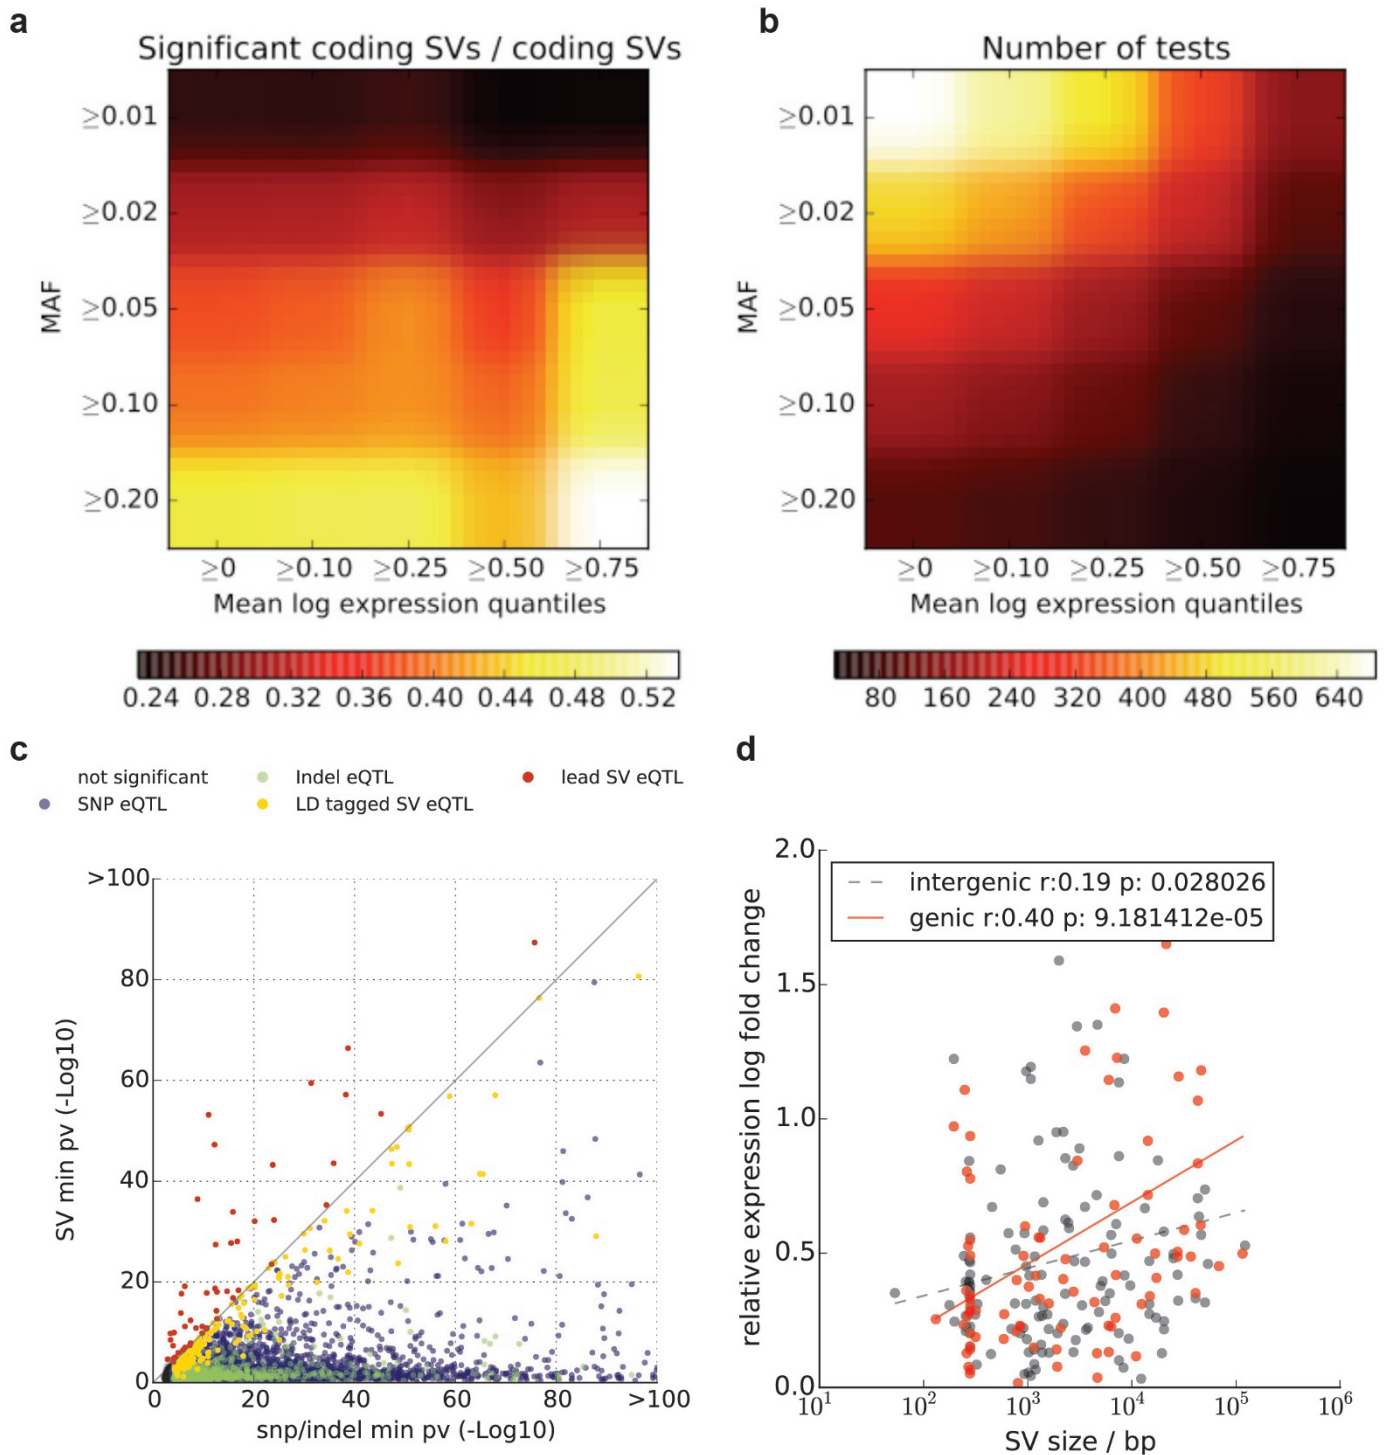 a
Significant coding SVs / coding SVs
MAF
≥0.01
≥0.02
≥0.05
≥0.10
≥0.20
≥0 ≥0.10 ≥0.25 ≥0.50 ≥0.75
Mean log expression quantiles
0.24 0.28 0.32 0.36 0.40 0.44 0.48 0.52
b
Number of tests
MAF
≥0.01
≥0.02
≥0.05
≥0.10
≥0.20
≥0 ≥0.10 ≥0.25 ≥0.50 ≥0.75
Mean log expression quantiles
80 160 240 320 400 480 560 640
c
not significant Indel eQTL lead SV eQTL
SNP eQTL LD tagged SV eQTL
SV min pv (-Log10)
>100
80
60
40
20
0
0 20 40 60 80 >100
snp/indel min pv (-Log10)
d
relative expression log fold change
2.0
1.5
1.0
0.5
0.0
intergenic r:0.19 p: 0.028026
genic r:0.40 p: 9.181412e-05
10¹ 10² 10³ 10⁴ 10⁵ 10⁶
SV size / bp